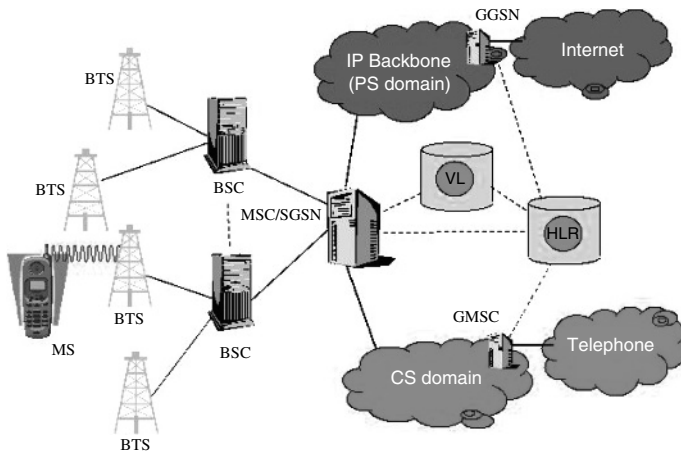 GGSN
BTS
IP Backbone
(PS domain)
Internet
BTS
BSC
VL
MSC/SGSN
HLR
BTS
BSC
GMSC
MS
CS domain
Telephone
BTS